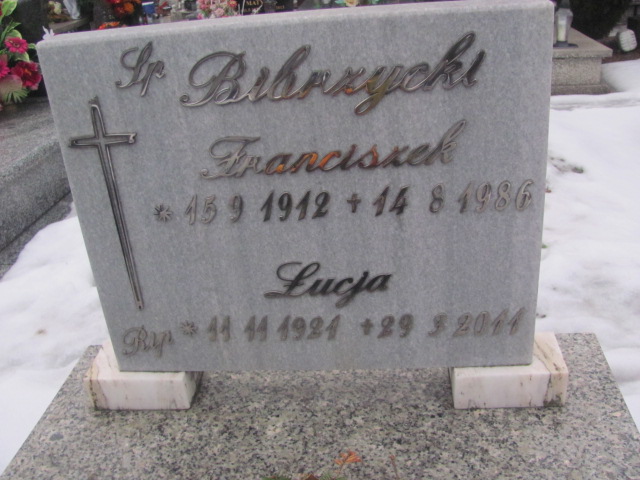 Śp Bibrzycki
Franciszek
* 15 9 1912 + 14 8 1986
Łucja
* 11 11 1921 + 29 3 2011